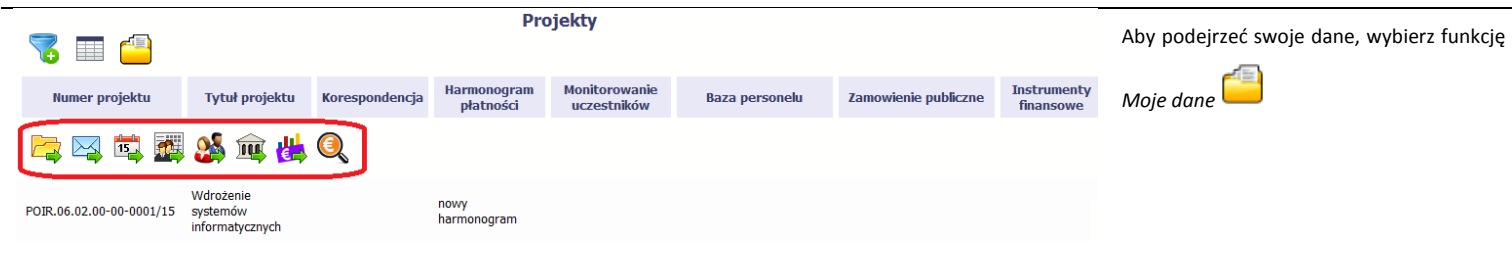 Projekty
Numer projektu
Tytuł projektu
Korespondencja
Harmonogram
płatności
Monitorowanie
uczestników
Baza personelu
Zamowienie publiczne
Instrumenty
finansowe
15
POIR.06.02.00-00-0001/15
Wdrożenie
systemów
informatycznych
nowy
harmonogram
Aby podejrzeć swoje dane, wybierz funkcję
Moje dane